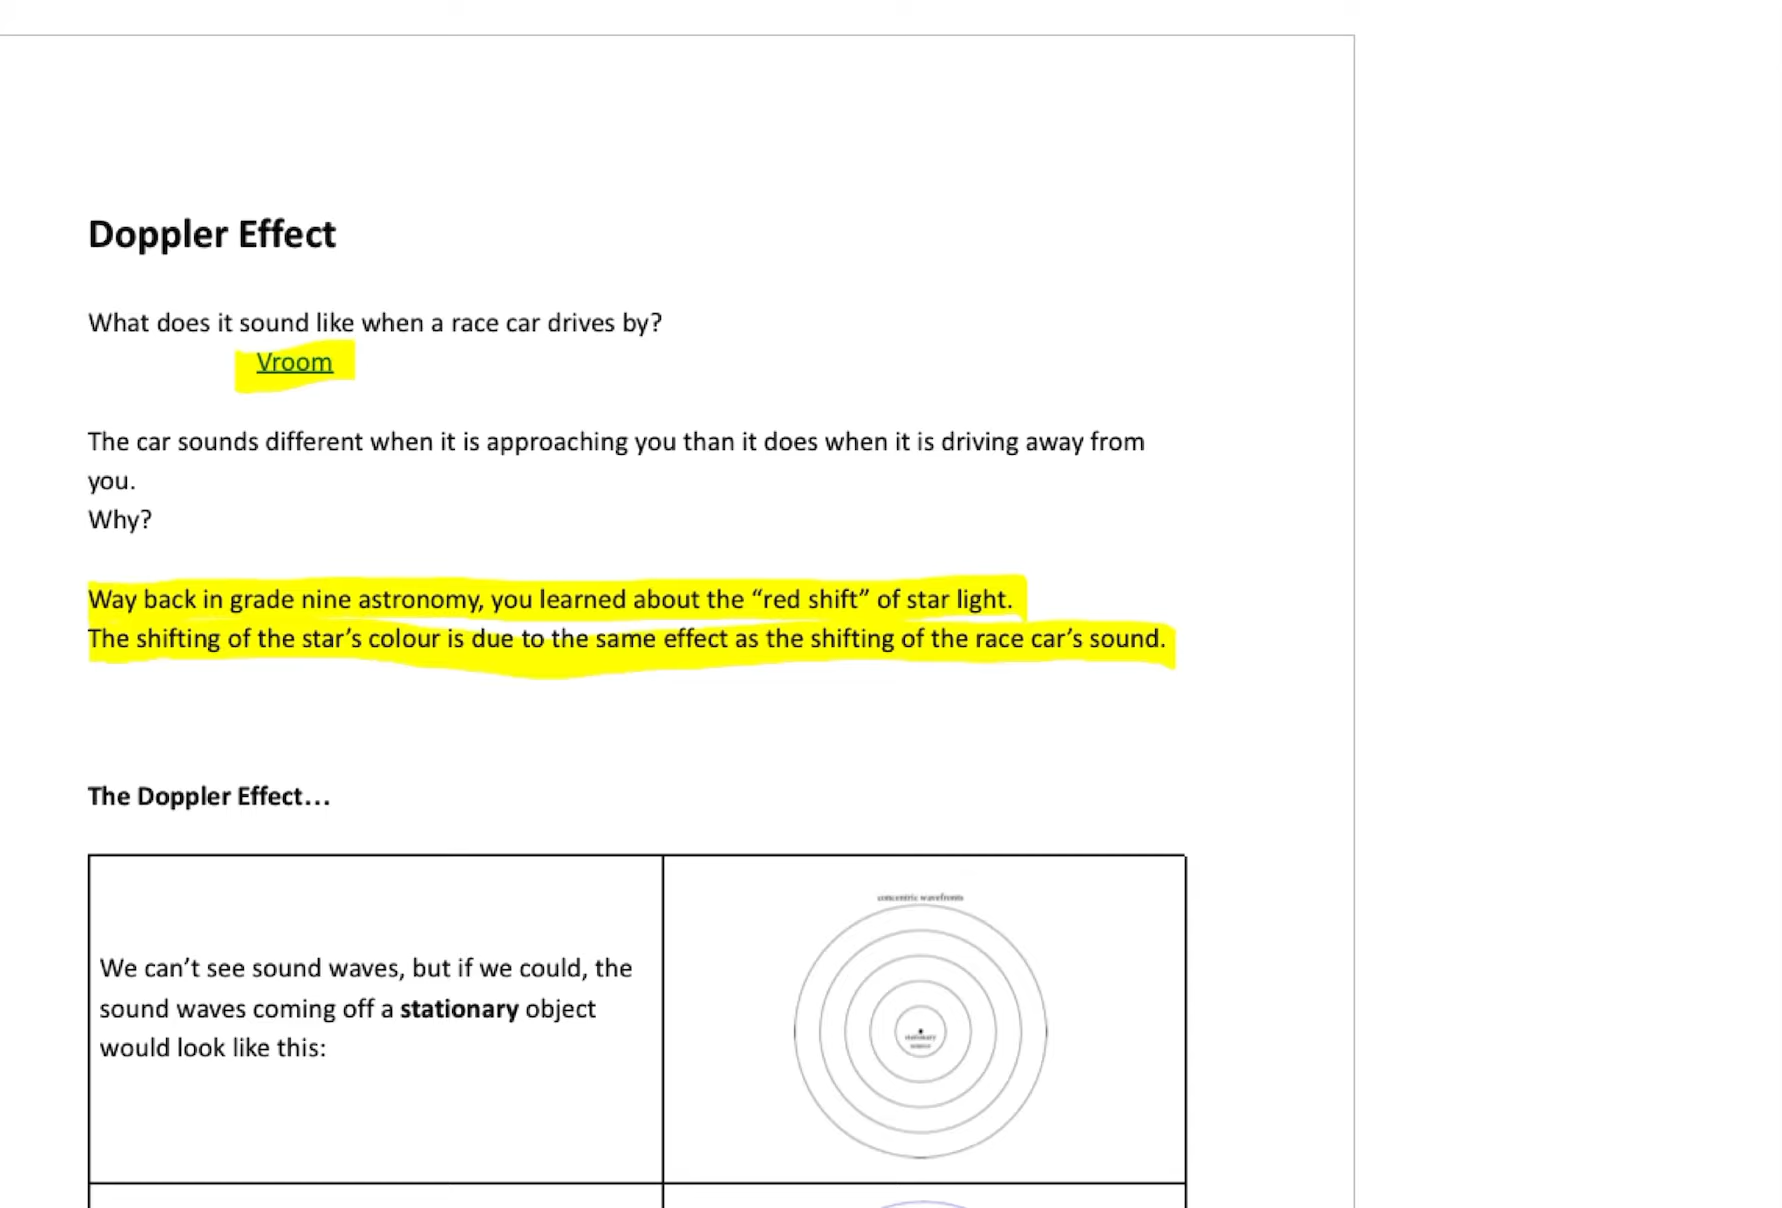 Doppler Effect
What does it sound like when a race car drives by?
Vroom
The car sounds different when it is approaching you than it does when it is driving away from
you.
Why?
Way back in grade nine astronomy, you learned about the “red shift” of star light.
The shifting of the star’s colour is due to the same effect as the shifting of the race car’s sound.
The Doppler Effect…
We can’t see sound waves, but if we could, the
sound waves coming off a stationary object
would look like this:
concentric wavefronts
stationary
source